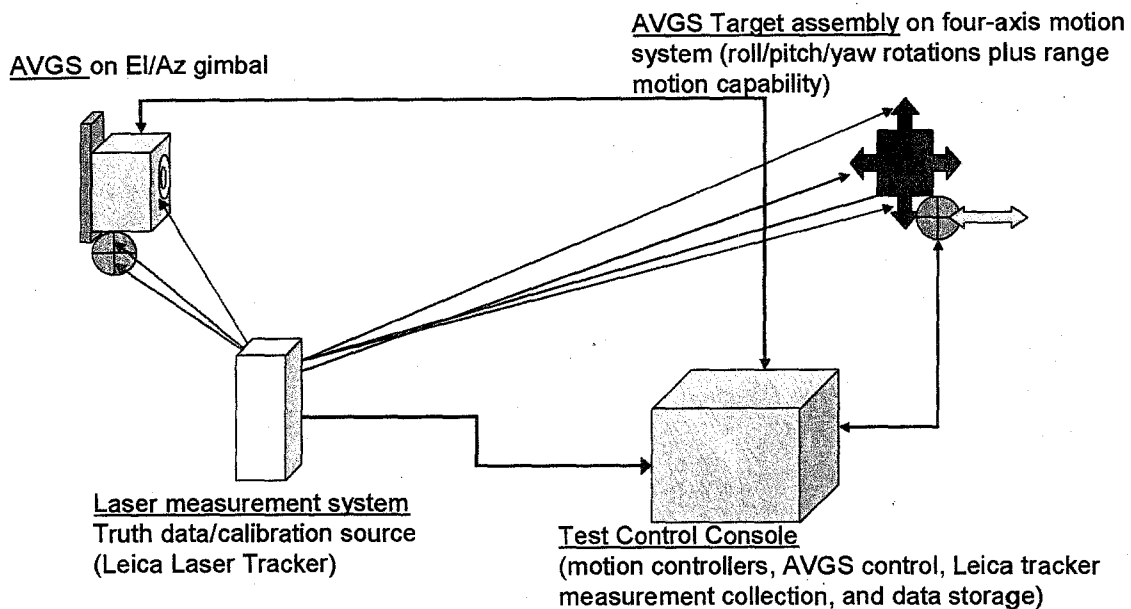 AVGS Target assembly on four-axis motion
system (roll/pitch/yaw rotations plus range
motion capability)
AVGS on El/Az gimbal
Laser measurement system
Truth data/calibration source
(Leica Laser Tracker)
Test Control Console
(motion controllers, AVGS control, Leica tracker
measurement collection, and data storage)